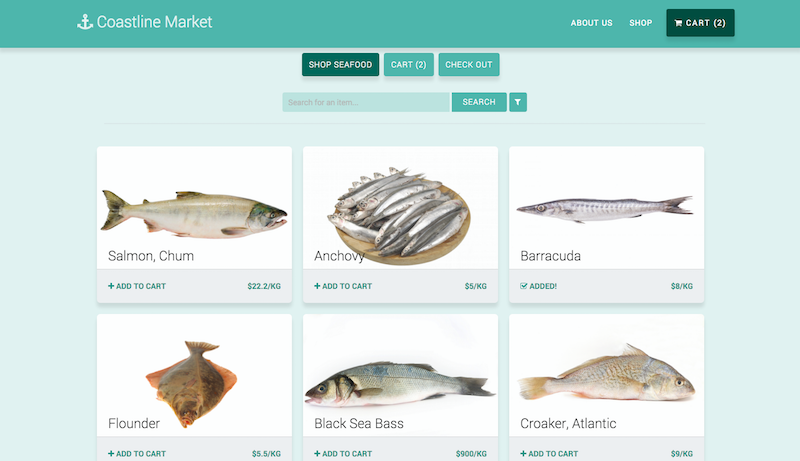 Coastline Market
ABOUT US
SHOP
CART (2)
SHOP SEAFOOD
CART (2)
CHECK OUT
Search for an item...
SEARCH
Salmon, Chum
ADD TO CART $22.2/KG
Anchovy
ADD TO CART $5/KG
Barracuda
ADDED! $8/KG
Flounder
ADD TO CART $5.5/KG
Black Sea Bass
ADD TO CART $900/KG
Croaker, Atlantic
ADD TO CART $9/KG